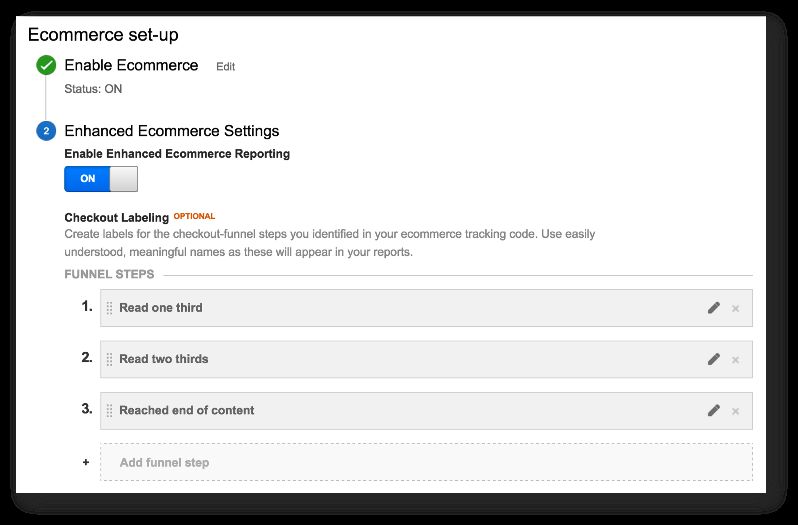 Ecommerce set-up
Enable Ecommerce Edit
Status: ON
2 Enhanced Ecommerce Settings
Enable Enhanced Ecommerce Reporting
ON
Checkout Labeling OPTIONAL
Create labels for the checkout-funnel steps you identified in your ecommerce tracking code. Use easily
understood, meaningful names as these will appear in your reports.
FUNNEL STEPS
1. Read one third
2. Read two thirds
3. Reached end of content
+ Add funnel step